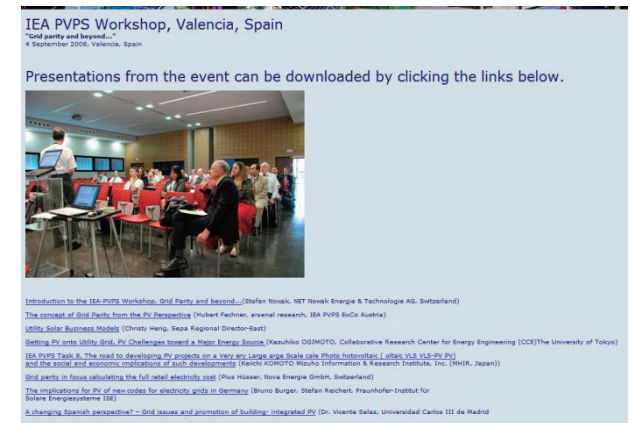 IEA PVPS Workshop, Valencia, Spain
"Grid parity and beyond..."
4 September 2008, Valencia, Spain
Presentations from the event can be downloaded by clicking the links below.
Introduction to the IEA-PVPS Workshop, Grid Parity and beyond...(Stefan Nowak, NET Nowak Energie & Technologie AG, Switzerland)
The concept of Grid Parity from the PV Perspective (Hubert Fechner, arsenal research, IEA PVPS ExCo Austria)
Utility Solar Business Models (Christy Herig, Sepa Regional Director-East)
Getting PV onto Utility Grid, PV Challenges toward a Major Energy Source (Kazuhiko OGIMOTO, Collaborative Research Center for Energy Engineering (CCE)The University of Tokyo)
IEA PVPS Task 8, The road to developing PV projects on a Very ery Large arge Scale cale Photo hotovoltaic ( oltaic VLS VLS-PV PV)
and the social and economic implications of such developments (Keiichi KOMOTO Mizuho Information & Research Institute, Inc. (MHIR, Japan))
Grid parity in focus calculating the full retail electricity cost (Pius Hüsser, Nova Energie GmbH, Switzerland)
The implications for PV of new codes for electricity grids in Germany (Bruno Burger, Stefan Reichert, Fraunhofer-Institut für
Solare Energiesysteme ISE)
A changing Spanish perspective? – Grid issues and promotion of building- integrated PV (Dr. Vicente Salas, Universidad Carlos III de Madrid